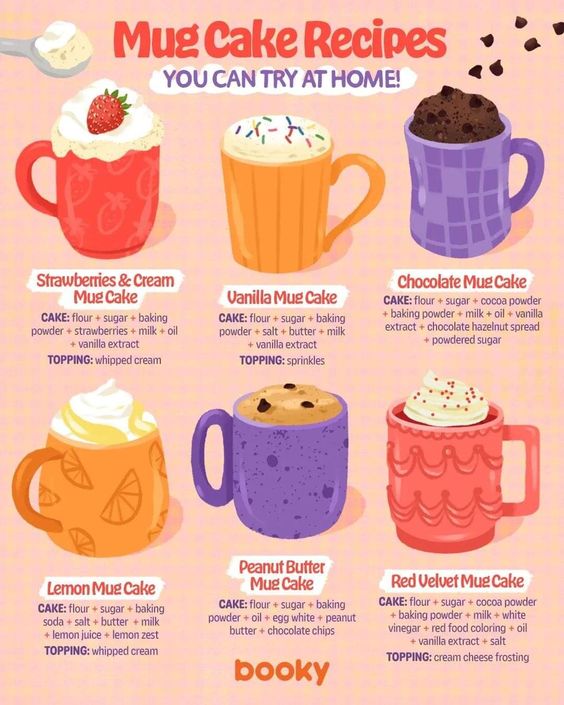 Mug Cake Recipes
YOU CAN TRY AT HOME!
Strawberries & Cream
Mug Cake
CAKE: flour + sugar + baking
powder + strawberries + milk + oil
+ vanilla extract
TOPPING: whipped cream
Vanilla Mug Cake
CAKE: flour + sugar + baking
powder + salt + butter + milk
+ vanilla extract
TOPPING: sprinkles
Chocolate Mug Cake
CAKE: flour + sugar + cocoa powder
+ baking powder + milk + oil + vanilla
extract + chocolate hazelnut spread
+ powdered sugar
Lemon Mug Cake
CAKE: flour + sugar + baking
soda + salt + butter + milk
+ lemon juice + lemon zest
TOPPING: whipped cream
Peanut Butter
Mug Cake
CAKE: flour + sugar + baking
powder + oil + egg white + peanut
butter + chocolate chips
Red Velvet Mug Cake
CAKE: flour + sugar + cocoa powder
+ baking powder + milk + white
vinegar + red food coloring + oil
+ vanilla extract + salt
TOPPING: cream cheese frosting
booky